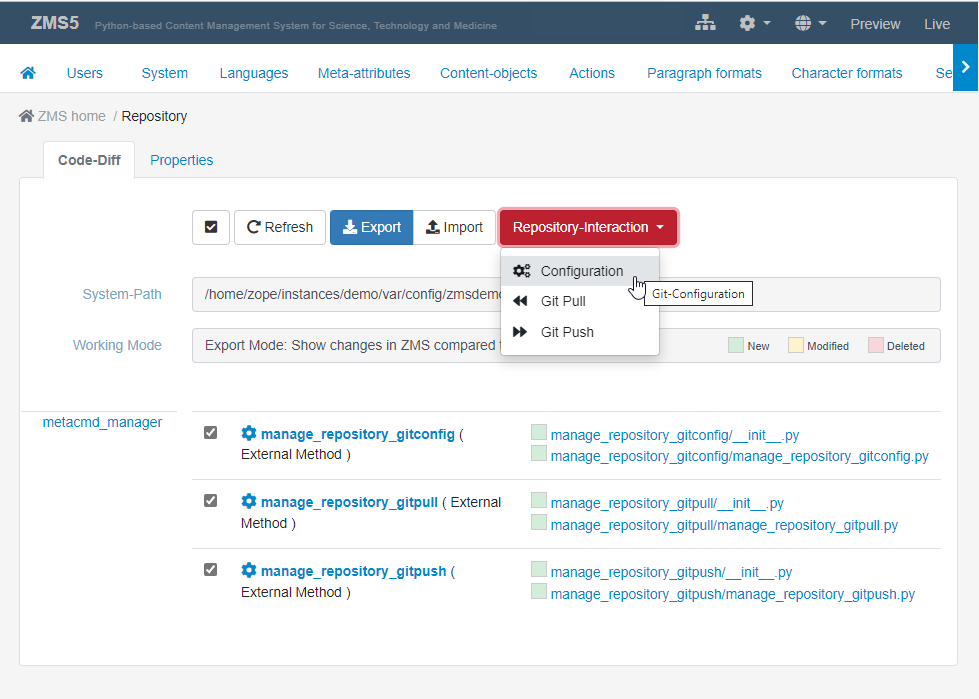 ZMS5 Python-based Content Management System for Science, Technology and Medicine Preview Live
Users System Languages Meta-attributes Content-objects Actions Paragraph formats Character formats Se
ZMS home / Repository
Code-Diff Properties
Refresh Export Import Repository-Interaction
Configuration
Git-Configuration
Git Pull
Git Push
System-Path /home/zope/instances/demo/var/config/zmsdemo
Working Mode Export Mode: Show changes in ZMS compared New Modified Deleted
metacmd_manager
manage_repository_gitconfig (
External Method )
manage_repository_gitconfig/__init__.py
manage_repository_gitconfig/manage_repository_gitconfig.py
manage_repository_gitpull ( External
Method )
manage_repository_gitpull/__init__.py
manage_repository_gitpull/manage_repository_gitpull.py
manage_repository_gitpush (
External Method )
manage_repository_gitpush/__init__.py
manage_repository_gitpush/manage_repository_gitpush.py